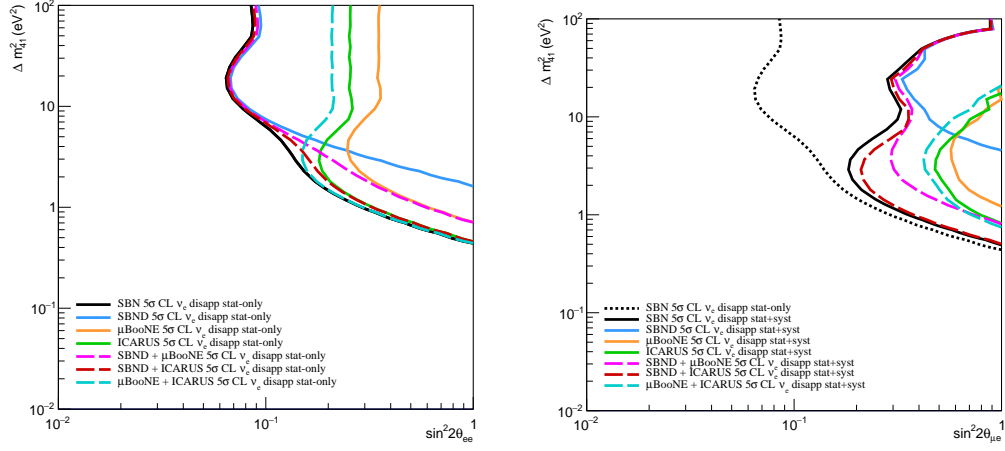 Δ m²₄₁ (eV²)
10²
10
1
10⁻¹
10⁻²
SBN 5σ CL νₑ disapp stat-only
SBND 5σ CL νₑ disapp stat-only
μBooNE 5σ CL νₑ disapp stat-only
ICARUS 5σ CL νₑ disapp stat-only
SBND + μBooNE 5σ CL νₑ disapp stat-only
SBND + ICARUS 5σ CL νₑ disapp stat-only
μBooNE + ICARUS 5σ CL νₑ disapp stat-only
10⁻² 10⁻¹ 1
sin²2θₑₑ
Δ m²₄₁ (eV²)
10²
10
1
10⁻¹
10⁻²
SBN 5σ CL νₑ disapp stat-only
SBN 5σ CL νₑ disapp stat+syst
SBND 5σ CL νₑ disapp stat+syst
μBooNE 5σ CL νₑ disapp stat+syst
ICARUS 5σ CL νₑ disapp stat+syst
SBND + μBooNE 5σ CL νₑ disapp stat+syst
SBND + ICARUS 5σ CL νₑ disapp stat+syst
μBooNE + ICARUS 5σ CL νₑ disapp stat+syst
10⁻² 10⁻¹ 1
sin²2θμₑ